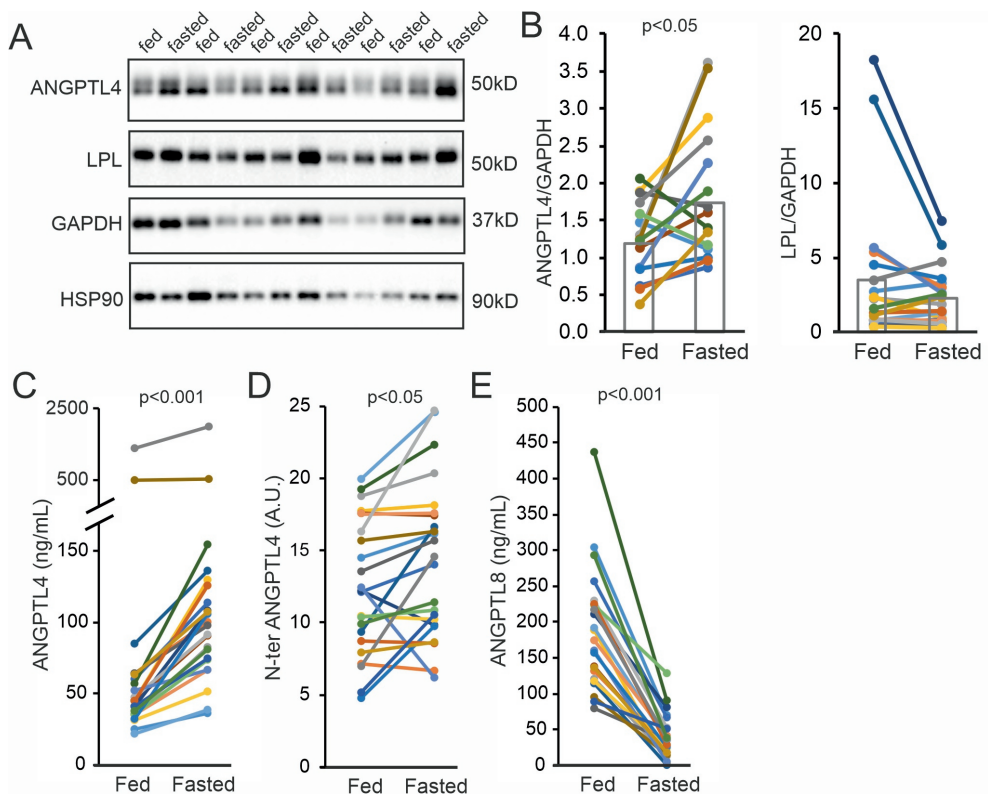 A
fed fasted fed fasted fed fasted fed fasted fed fasted fed fasted
ANGPTL4 50kD
LPL 50kD
GAPDH 37kD
HSP90 90kD
B
p<0.05
ANGPTL4/GAPDH
4.0
3.5
3.0
2.5
2.0
1.5
1.0
0.5
0.0
Fed Fasted
LPL/GAPDH
20
15
10
5
0
Fed Fasted
C
p<0.001
ANGPTL4 (ng/mL)
2500
500
150
100
50
0
Fed Fasted
D
p<0.05
N-ter ANGPTL4 (A.U.)
25
20
15
10
5
0
Fed Fasted
E
p<0.001
ANGPTL8 (ng/mL)
500
450
400
350
300
250
200
150
100
50
0
Fed Fasted